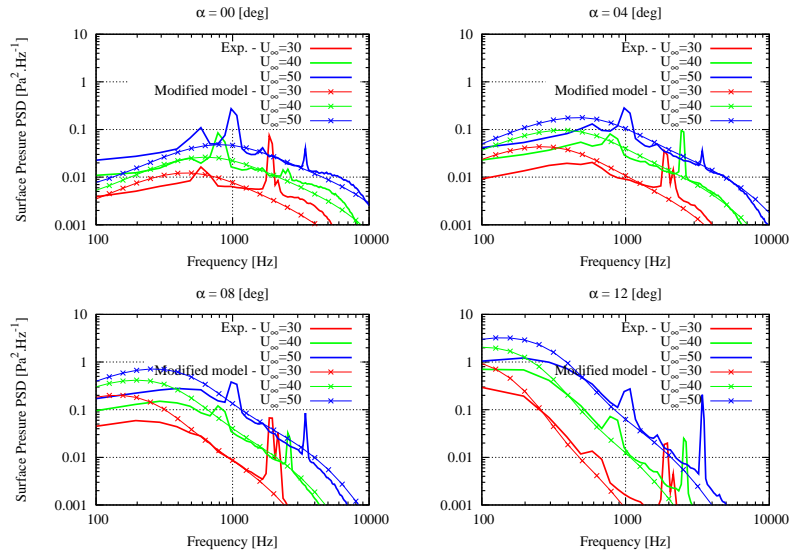 α = 00 [deg]
Surface Presure PSD [Pa².Hz⁻¹]
10
1
0.1
0.01
0.001
Exp. - U∞=30
U∞=40
U∞=50
Modified model - U∞=30
U∞=40
U∞=50
100 1000 10000
Frequency [Hz]
α = 04 [deg]
10
1
0.1
0.01
0.001
Exp. - U∞=30
U∞=40
U∞=50
Modified model - U∞=30
U∞=40
U∞=50
100 1000 10000
Frequency [Hz]
α = 08 [deg]
Surface Presure PSD [Pa².Hz⁻¹]
10
1
0.1
0.01
0.001
Exp. - U∞=30
U∞=40
U∞=50
Modified model - U∞=30
U∞=40
U∞=50
100 1000 10000
Frequency [Hz]
α = 12 [deg]
10
1
0.1
0.01
0.001
Exp. - U∞=30
U∞=40
U∞=50
Modified model - U∞=30
U∞=40
U∞=50
100 1000 10000
Frequency [Hz]